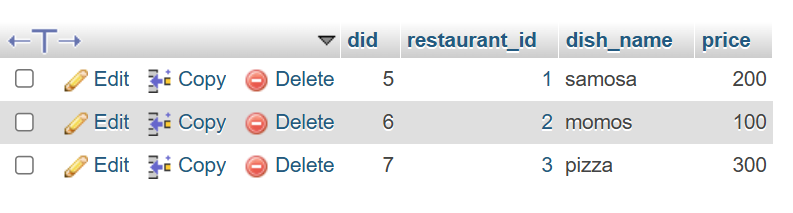 did restaurant_id dish_name price
Edit Copy Delete 5 1 samosa 200
Edit Copy Delete 6 2 momos 100
Edit Copy Delete 7 3 pizza 300